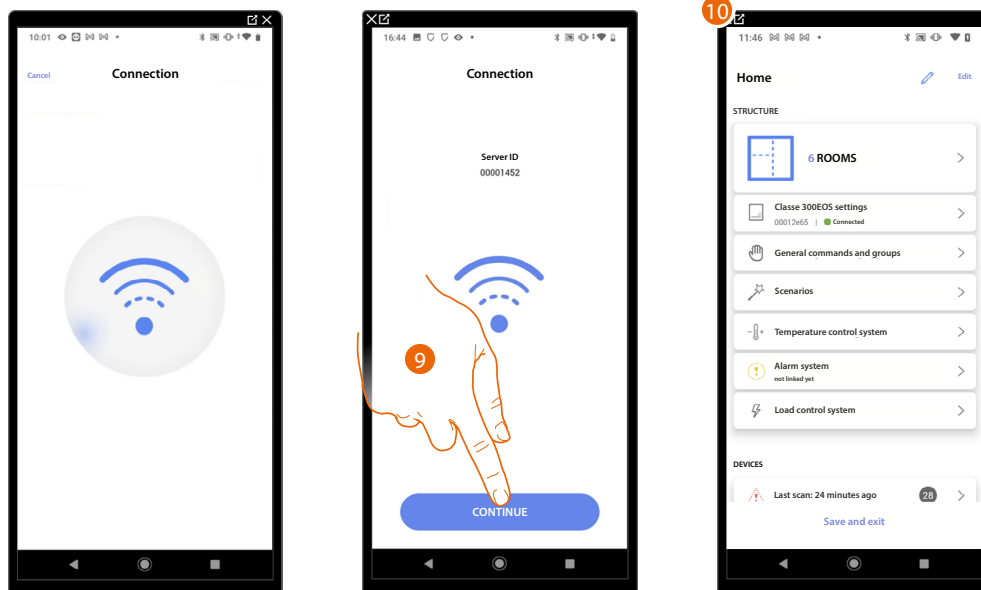 10:01
Cancel
Connection
16:44
Connection
Server ID
00001452
9
CONTINUE
10
11:46
Home
Edit.
STRUCTURE
6 ROOMS
Classe 300EOS settings
00012e65 | Connected
General commands and groups
Scenarios
Temperature control system
Alarm system
not linked yet
Load control system
DEVICES
Last scan: 24 minutes ago 28
Save and exit